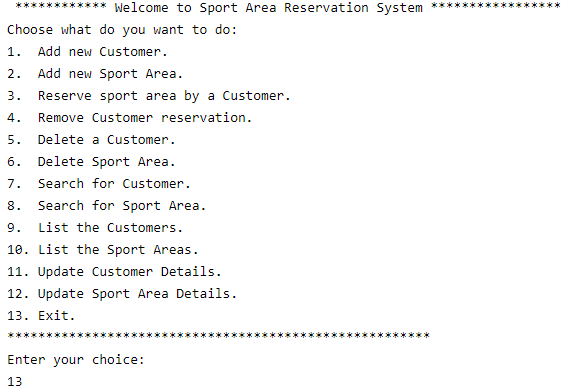 ************ Welcome to Sport Area Reservation System *****************
Choose what do you want to do:
1.  Add new Customer.
2.  Add new Sport Area.
3.  Reserve sport area by a Customer.
4.  Remove Customer reservation.
5.  Delete a Customer.
6.  Delete Sport Area.
7.  Search for Customer.
8.  Search for Sport Area.
9.  List the Customers.
10. List the Sport Areas.
11. Update Customer Details.
12. Update Sport Area Details.
13. Exit.
*******************************************************
Enter your choice:
13